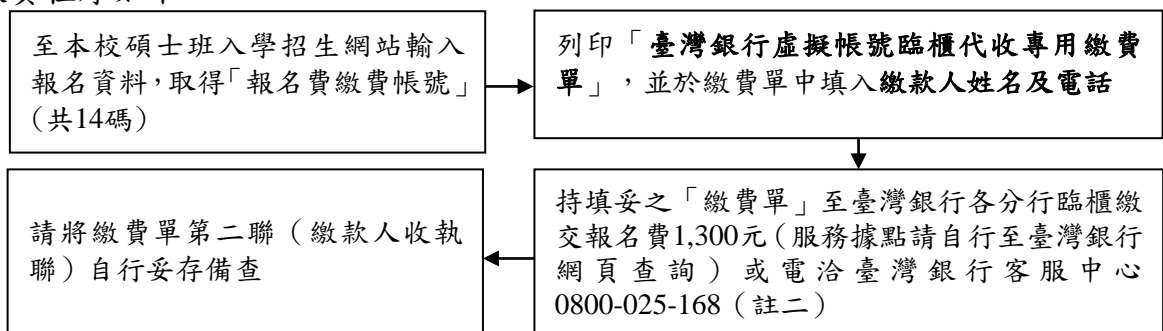 至本校碩士班入學招生網站輸入
報名資料，取得「報名費繳費帳號」
（共14碼）
列印「臺灣銀行虛擬帳號臨櫃代收專用繳費
單」，並於繳費單中填入繳款人姓名及電話
持填妥之「繳費單」至臺灣銀行各分行臨櫃繳
交報名費1,300元（服務據點請自行至臺灣銀行
網頁查詢）或電洽臺灣銀行客服中心
0800-025-168（註二）
請將繳費單第二聯（繳款人收執
聯）自行妥存備查